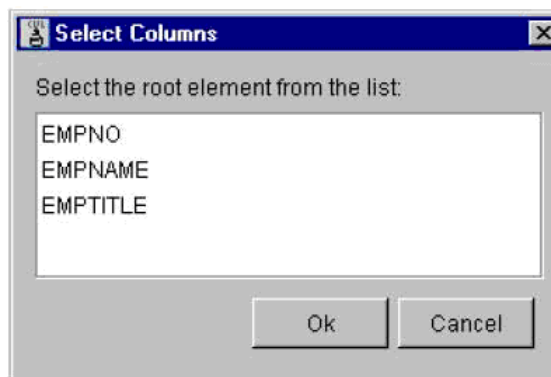 Select Columns
Select the root element from the list:
EMPNO
EMPNAME
EMPTITLE
Ok Cancel